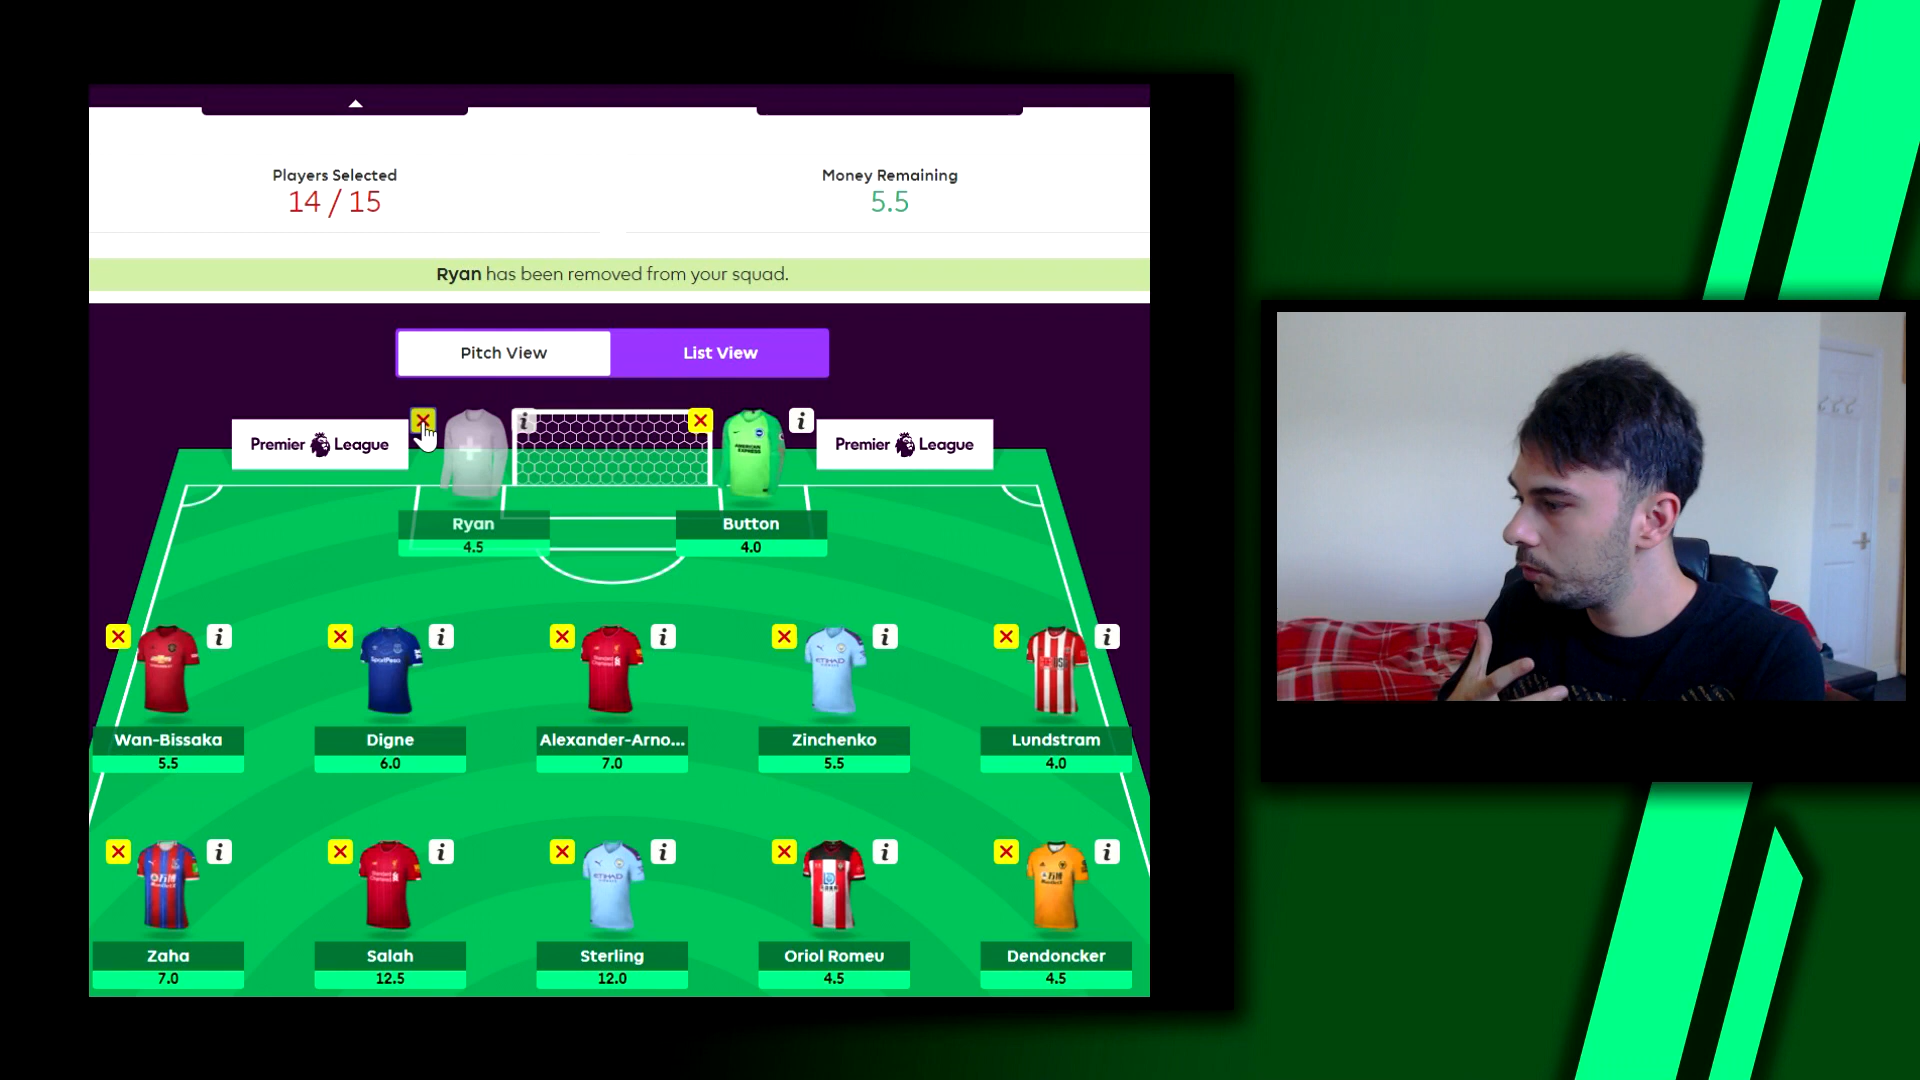 Players Selected
14 / 15
Money Remaining
5.5
Ryan has been removed from your squad.
Pitch View
List View
Premier League
Premier League
AMERICAN
EXPRESS
Ryan
4.5
Button
4.0
Wan-Bissaka
5.5
Digne
6.0
Alexander-Arno...
7.0
Zinchenko
5.5
Lundstram
4.0
Zaha
7.0
Salah
12.5
Sterling
12.0
Oriol Romeu
4.5
Dendoncker
4.5